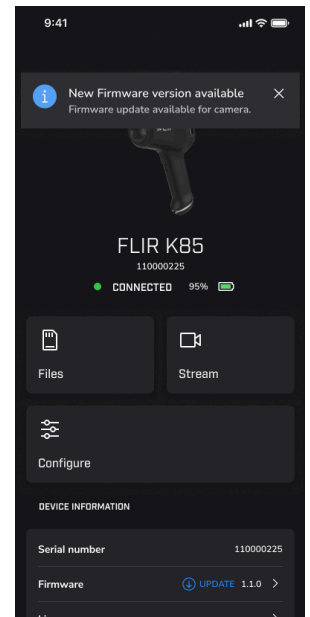 9:41
New Firmware version available
Firmware update available for camera.
FLIR K85
110000225
CONNECTED 95%
Files
Stream
Configure
DEVICE INFORMATION
Serial number 110000225
Firmware UPDATE 1.1.0